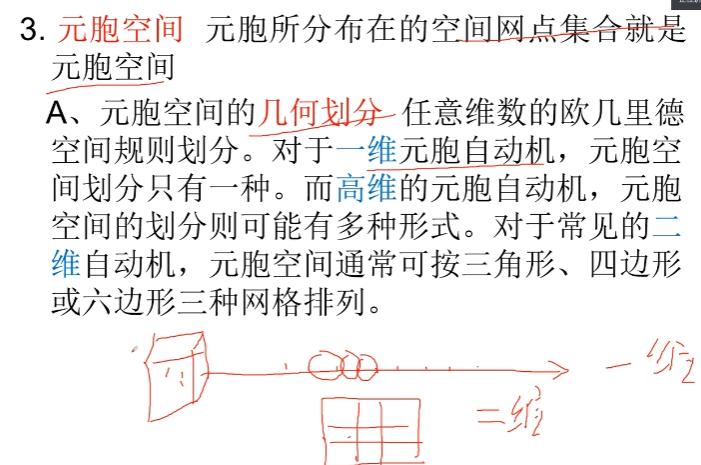 3. 元胞空间 元胞所分布在的空间网点集合就是
元胞空间
A、元胞空间的几何划分 任意维数的欧几里德
空间规则划分。对于一维元胞自动机，元胞空
间划分只有一种。而高维的元胞自动机，元胞
空间的划分则可能有多种形式。对于常见的二
维自动机，元胞空间通常可按三角形、四边形
或六边形三种网格排列。
一维
二维